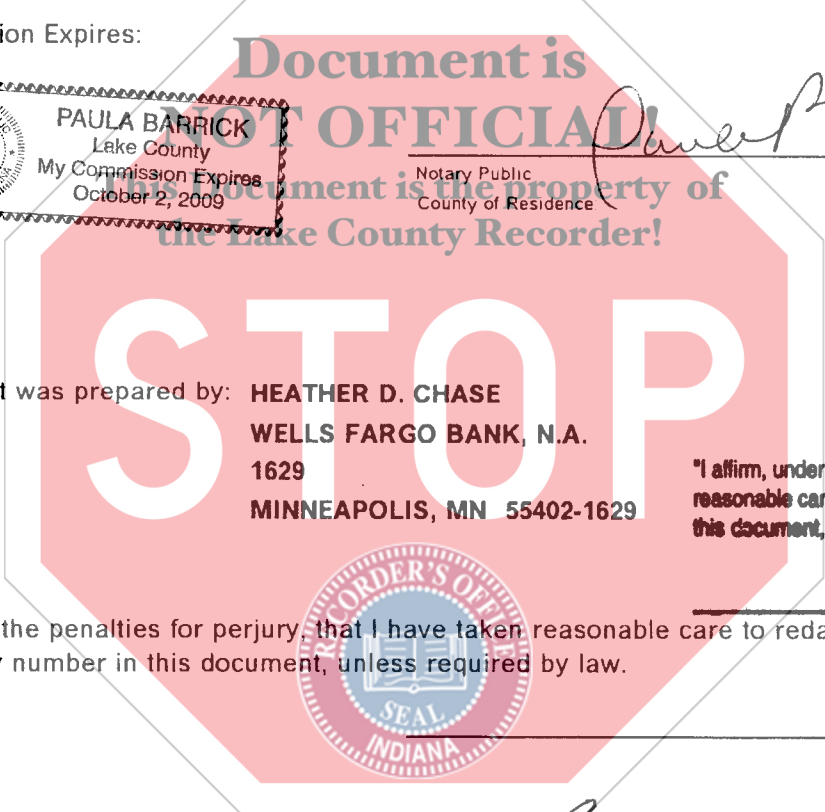 ion Expires:
Document is
NOT OFFICIAL!
This Document is the property of
the Lake County Recorder!
PAULA BARRICK
Lake County
My Commission Expires
October 2, 2009
Notary Public
County of Residence
STOP
t was prepared by: HEATHER D. CHASE
WELLS FARGO BANK, N.A.
1629
MINNEAPOLIS, MN 55402-1629
"I affirm, under
reasonable car
this document,
the penalties for perjury, that I have taken reasonable care to reda
number in this document, unless required by law.
RECORDER'S OFFICE
SEAL
INDIANA